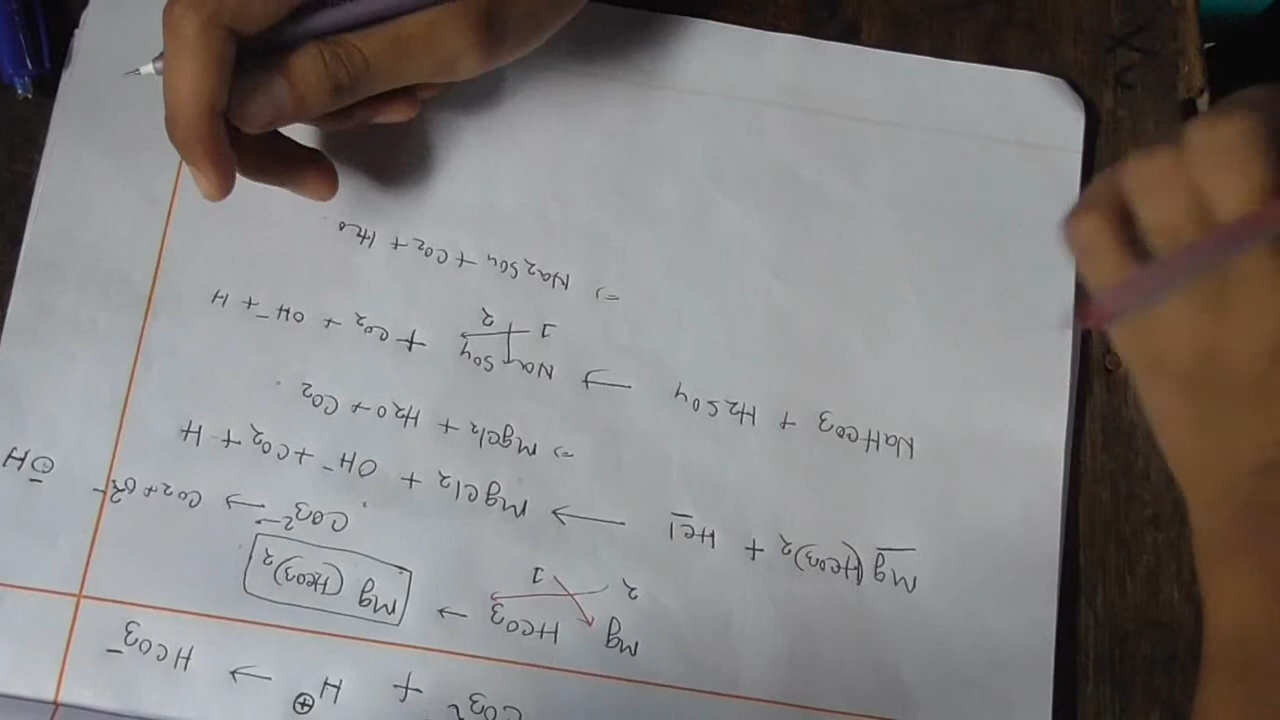 CO3²⁻ + H⊕ → HCO3⁻
Mg HCO3 → Mg(HCO3)2
2 1
CO3²⁻ → CO2 + O²⁻ ŌH
Mg(HCO3)2 + HCl → MgCl2 + OH⁻ + CO2 + H
⇒ MgCl2 + H2O + CO2
NaHCO3 + H2SO4 → NaSO4 + CO2 + OH⁻ + H
1 2
⇒ Na2SO4 + CO2 + H2O